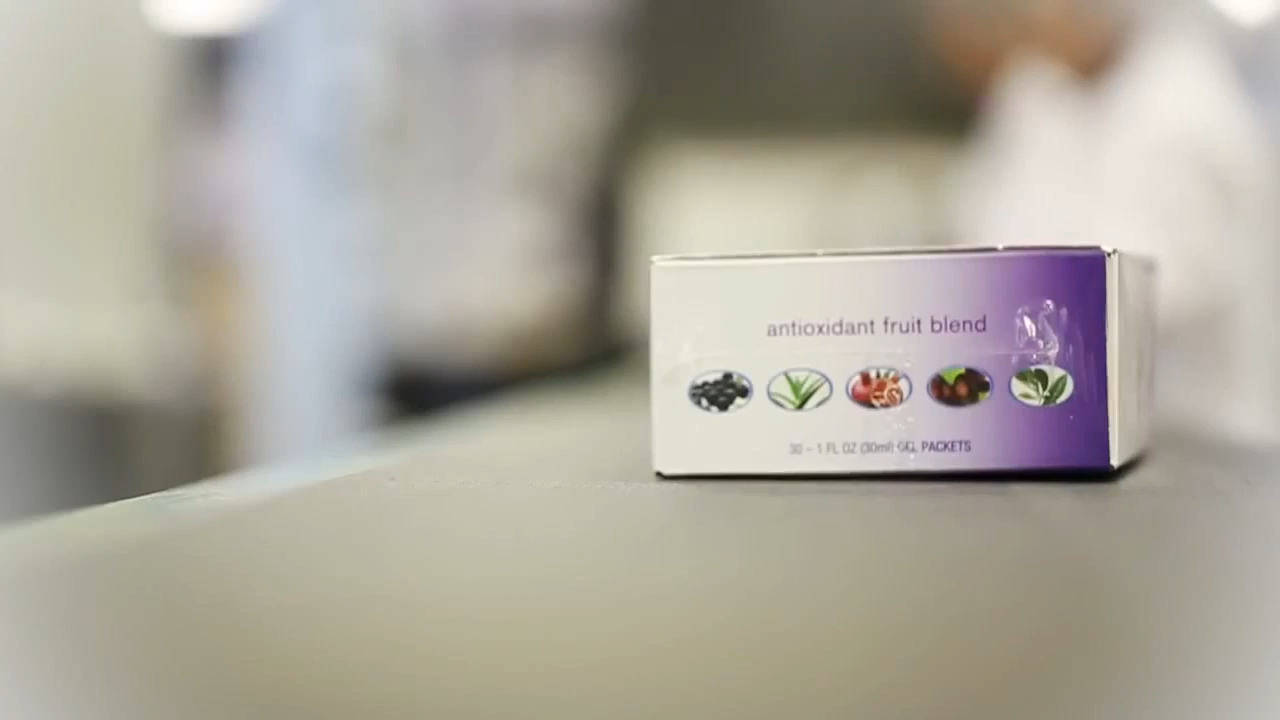 antioxidant fruit blend
30 – 1 FL OZ (30ml) GEL PACKETS